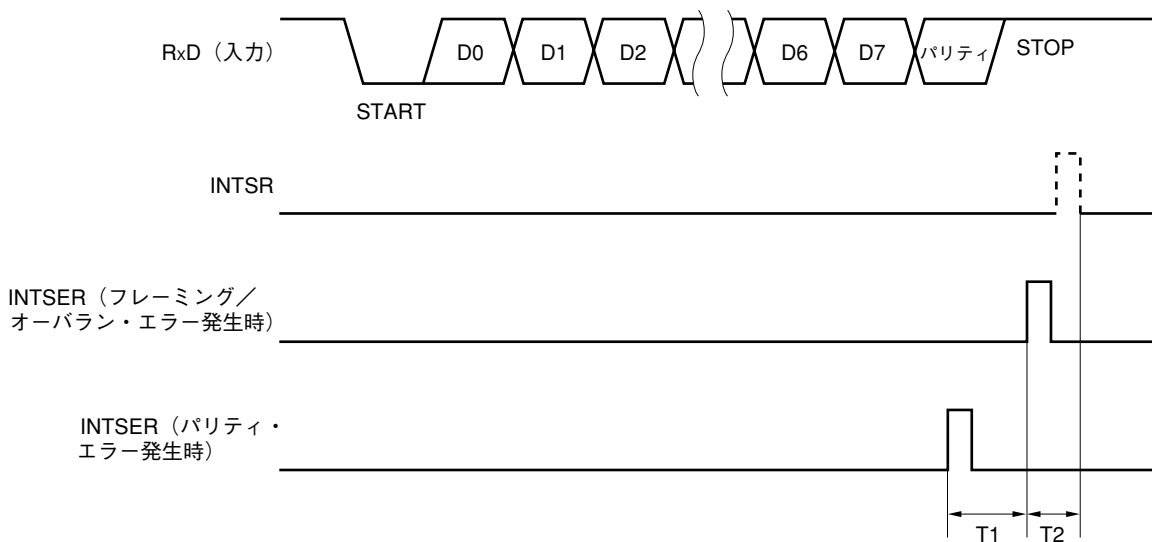 RxD（入力）
D0
D1
D2
D6
D7
パリティ
STOP
START
INTSR
INTSER（フレーミング／
オーバラン・エラー発生時）
INTSER（パリティ・
エラー発生時）
T1
T2